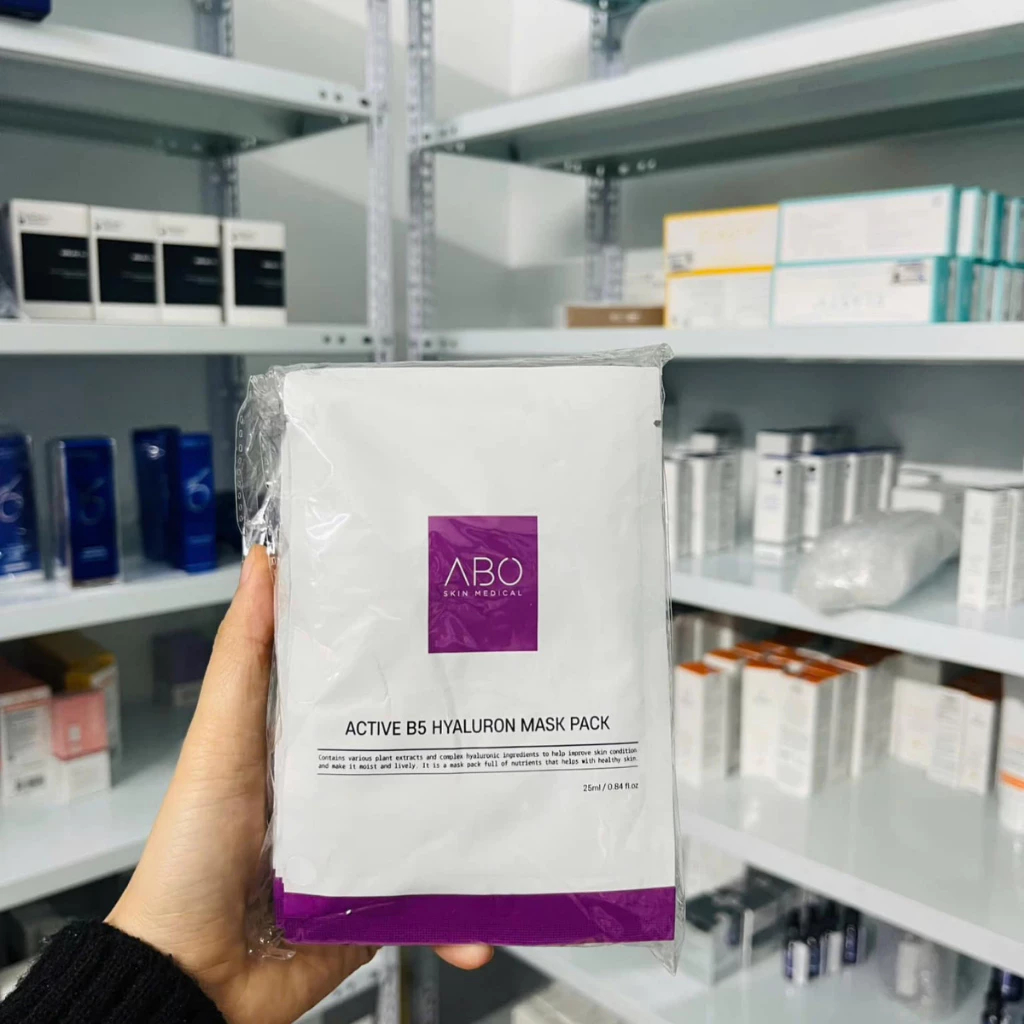 ABO
SKIN MEDICAL
ACTIVE B5 HYALURON MASK PACK
Contains various plant extracts and complex hyaluronic ingredients to help improve skin condition
and make it moist and lively. It is a mask pack full of nutrients that helps with healthy skin.
25ml / 0.84 fl.oz